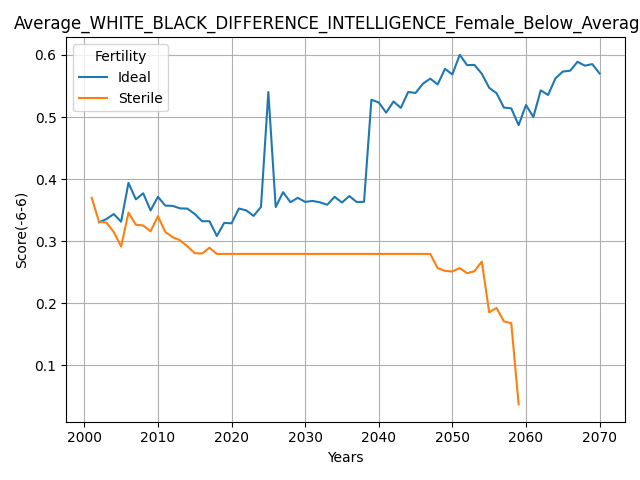 Average_WHITE_BLACK_DIFFERENCE_INTELLIGENCE_Female_Below_Averag
Fertility
Ideal
Sterile
Score(-6-6)
0.6
0.5
0.4
0.3
0.2
0.1
2000 2010 2020 2030 2040 2050 2060 2070
Years